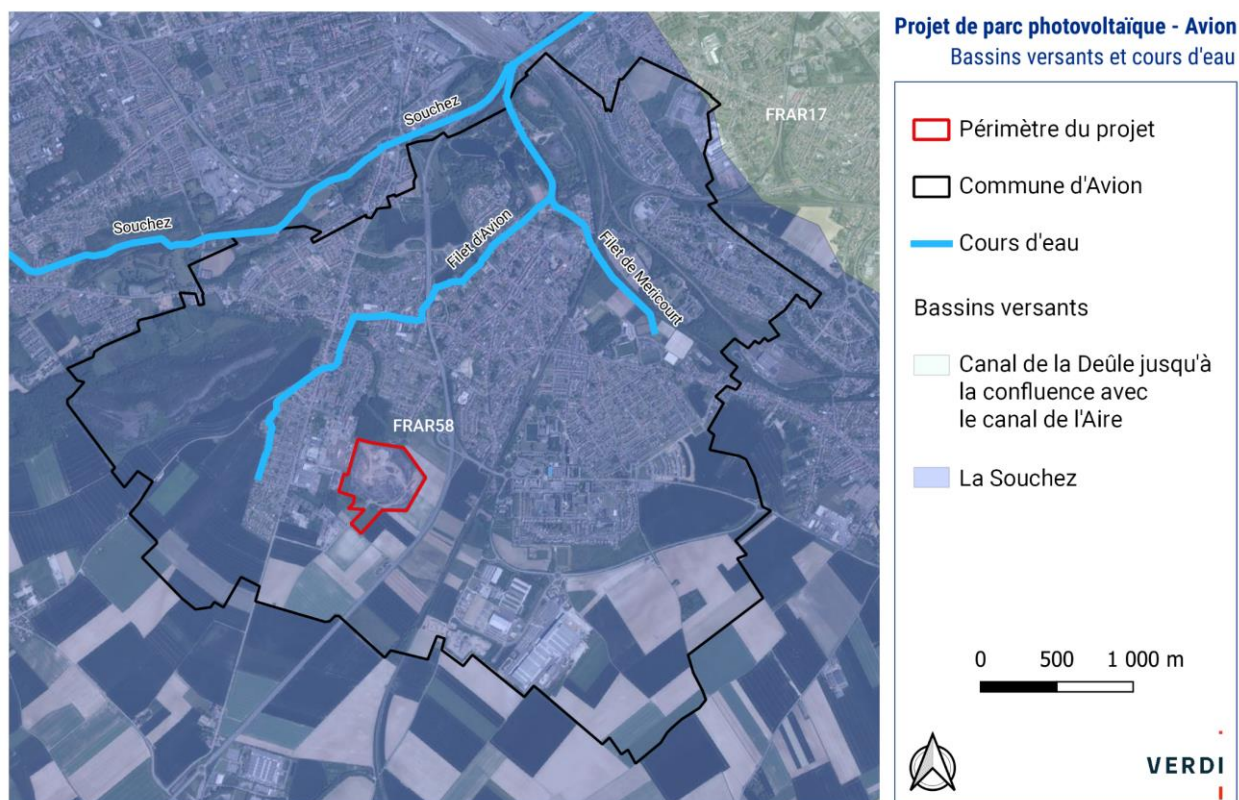 Projet de parc photovoltaïque - Avion
Bassins versants et cours d'eau
FRAR17
Souchez
Souchez
Filet d'Avion
Filet de Mericourt
FRAR58
Périmètre du projet
Commune d'Avion
Cours d'eau
Bassins versants
Canal de la Deûle jusqu'à
la confluence avec
le canal de l'Aire
La Souchez
0 500 1 000 m
VERDI